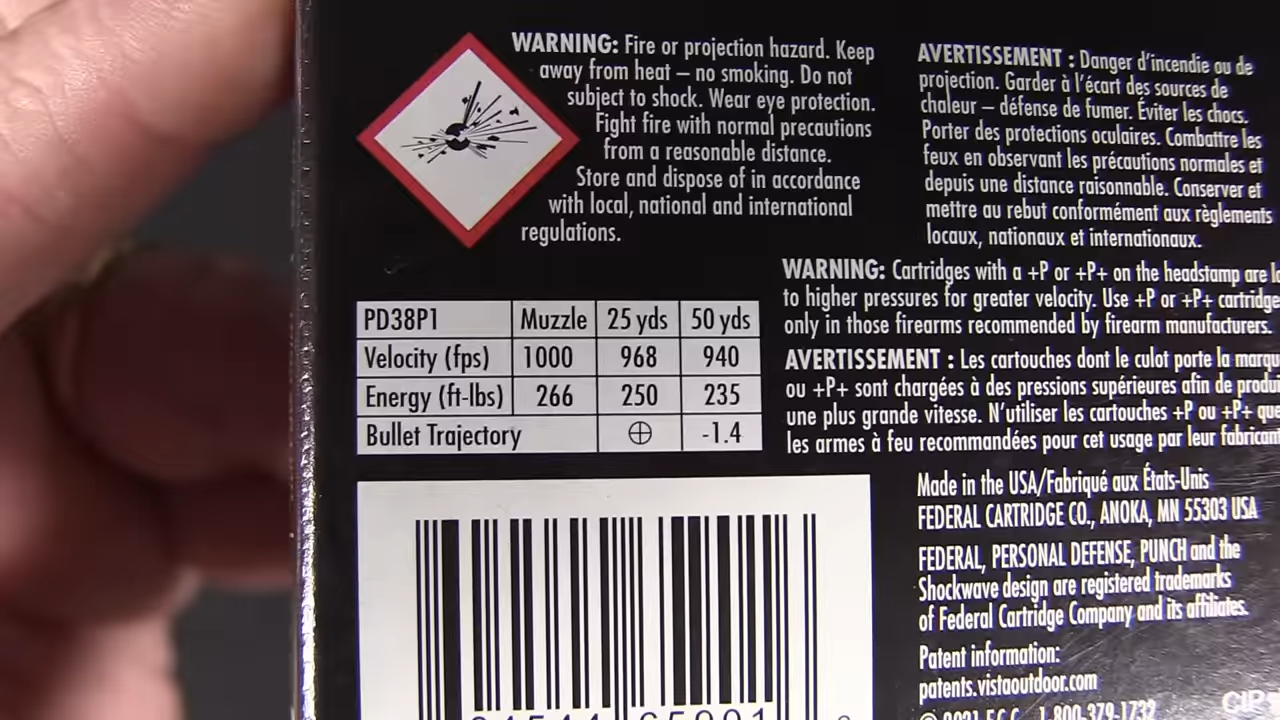 WARNING: Fire or projection hazard. Keep
away from heat – no smoking. Do not
subject to shock. Wear eye protection.
Fight fire with normal precautions
from a reasonable distance.
Store and dispose of in accordance
with local, national and international
regulations.
AVERTISSEMENT : Danger d'incendie ou de
projection. Garder à l'écart des sources de
chaleur – défense de fumer. Éviter les chocs.
Porter des protections oculaires. Combattre les
feux en observant les précautions normales et
depuis une distance raisonnable. Conserver et
mettre au rebut conformément aux règlements
locaux, nationaux et internationaux.
WARNING: Cartridges with a +P or +P+ on the headstamp are
to higher pressures for greater velocity. Use +P or +P+
only in those firearms recommended by firearm manufacturers.
AVERTISSEMENT : Les cartouches dont le culot porte la
ou +P+ sont chargées à des pressions supérieures afin de
une plus grande vitesse. N'utiliser les cartouches +P ou +P+ que
les armes à feu recommandées pour cet usage par leur
PD38P1 Muzzle 25 yds 50 yds
Velocity (fps) 1000 968 940
Energy (ft-lbs) 266 250 235
Bullet Trajectory ⊕ -1.4
Made in the USA/Fabriqué aux États-Unis
FEDERAL CARTRIDGE CO., ANOKA, MN 55303 USA
FEDERAL, PERSONAL DEFENSE, PUNCH and the
Shockwave design are registered trademarks
of Federal Cartridge Company and its affiliates.
Patent information:
patents.vistaoutdoor.com
1-800-379-1732